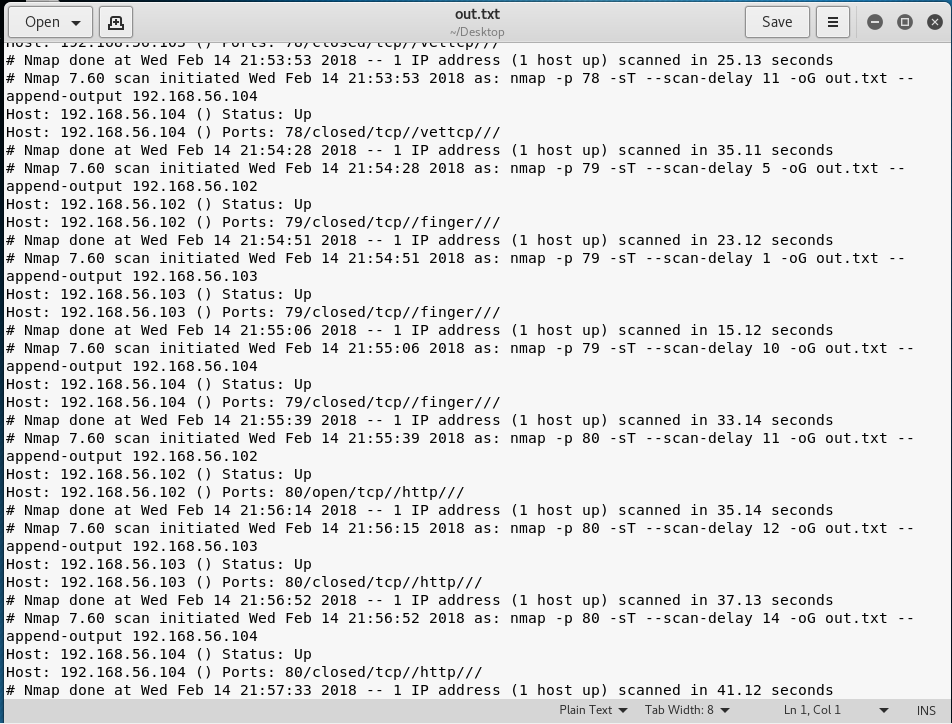 Open
out.txt
~/Desktop
Save
Host: 192.168.56.103 () Ports: 78/closed/tcp//vettcp///
# Nmap done at Wed Feb 14 21:53:53 2018 -- 1 IP address (1 host up) scanned in 25.13 seconds
# Nmap 7.60 scan initiated Wed Feb 14 21:53:53 2018 as: nmap -p 78 -sT --scan-delay 11 -oG out.txt --
append-output 192.168.56.104
Host: 192.168.56.104 () Status: Up
Host: 192.168.56.104 () Ports: 78/closed/tcp//vettcp///
# Nmap done at Wed Feb 14 21:54:28 2018 -- 1 IP address (1 host up) scanned in 35.11 seconds
# Nmap 7.60 scan initiated Wed Feb 14 21:54:28 2018 as: nmap -p 79 -sT --scan-delay 5 -oG out.txt --
append-output 192.168.56.102
Host: 192.168.56.102 () Status: Up
Host: 192.168.56.102 () Ports: 79/closed/tcp//finger///
# Nmap done at Wed Feb 14 21:54:51 2018 -- 1 IP address (1 host up) scanned in 23.12 seconds
# Nmap 7.60 scan initiated Wed Feb 14 21:54:51 2018 as: nmap -p 79 -sT --scan-delay 1 -oG out.txt --
append-output 192.168.56.103
Host: 192.168.56.103 () Status: Up
Host: 192.168.56.103 () Ports: 79/closed/tcp//finger///
# Nmap done at Wed Feb 14 21:55:06 2018 -- 1 IP address (1 host up) scanned in 15.12 seconds
# Nmap 7.60 scan initiated Wed Feb 14 21:55:06 2018 as: nmap -p 79 -sT --scan-delay 10 -oG out.txt --
append-output 192.168.56.104
Host: 192.168.56.104 () Status: Up
Host: 192.168.56.104 () Ports: 79/closed/tcp//finger///
# Nmap done at Wed Feb 14 21:55:39 2018 -- 1 IP address (1 host up) scanned in 33.14 seconds
# Nmap 7.60 scan initiated Wed Feb 14 21:55:39 2018 as: nmap -p 80 -sT --scan-delay 11 -oG out.txt --
append-output 192.168.56.102
Host: 192.168.56.102 () Status: Up
Host: 192.168.56.102 () Ports: 80/open/tcp//http///
# Nmap done at Wed Feb 14 21:56:14 2018 -- 1 IP address (1 host up) scanned in 35.14 seconds
# Nmap 7.60 scan initiated Wed Feb 14 21:56:15 2018 as: nmap -p 80 -sT --scan-delay 12 -oG out.txt --
append-output 192.168.56.103
Host: 192.168.56.103 () Status: Up
Host: 192.168.56.103 () Ports: 80/closed/tcp//http///
# Nmap done at Wed Feb 14 21:56:52 2018 -- 1 IP address (1 host up) scanned in 37.13 seconds
# Nmap 7.60 scan initiated Wed Feb 14 21:56:52 2018 as: nmap -p 80 -sT --scan-delay 14 -oG out.txt --
append-output 192.168.56.104
Host: 192.168.56.104 () Status: Up
Host: 192.168.56.104 () Ports: 80/closed/tcp//http///
# Nmap done at Wed Feb 14 21:57:33 2018 -- 1 IP address (1 host up) scanned in 41.12 seconds
Plain Text Tab Width: 8 Ln 1, Col 1 INS